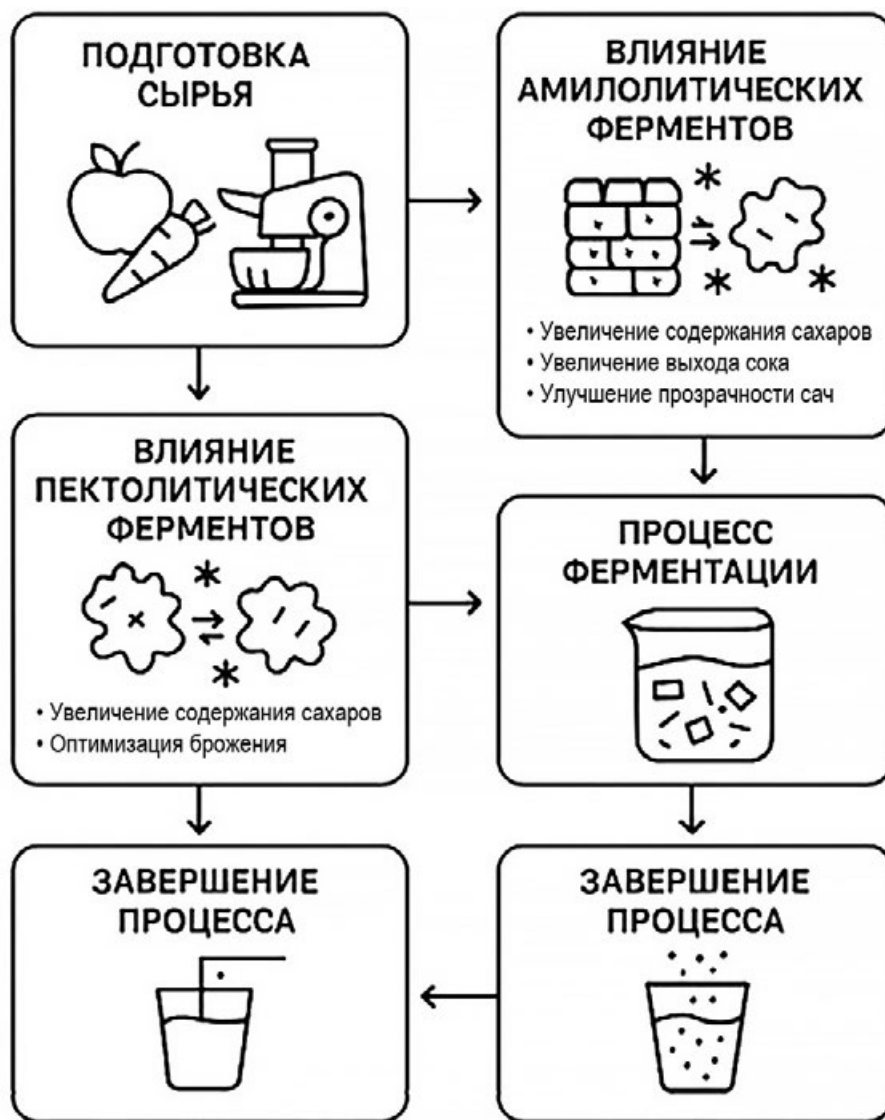 ПОДГОТОВКА
СЫРЬЯ
ВЛИЯНИЕ
АМИЛОЛИТИЧЕСКИХ
ФЕРМЕНТОВ
• Увеличение содержания сахаров
• Увеличение выхода сока
• Улучшение прозрачности сач
ВЛИЯНИЕ
ПЕКТОЛИТИЧЕСКИХ
ФЕРМЕНТОВ
• Увеличение содержания сахаров
• Оптимизация брожения
ПРОЦЕСС
ФЕРМЕНТАЦИИ
ЗАВЕРШЕНИЕ
ПРОЦЕССА
ЗАВЕРШЕНИЕ
ПРОЦЕССА